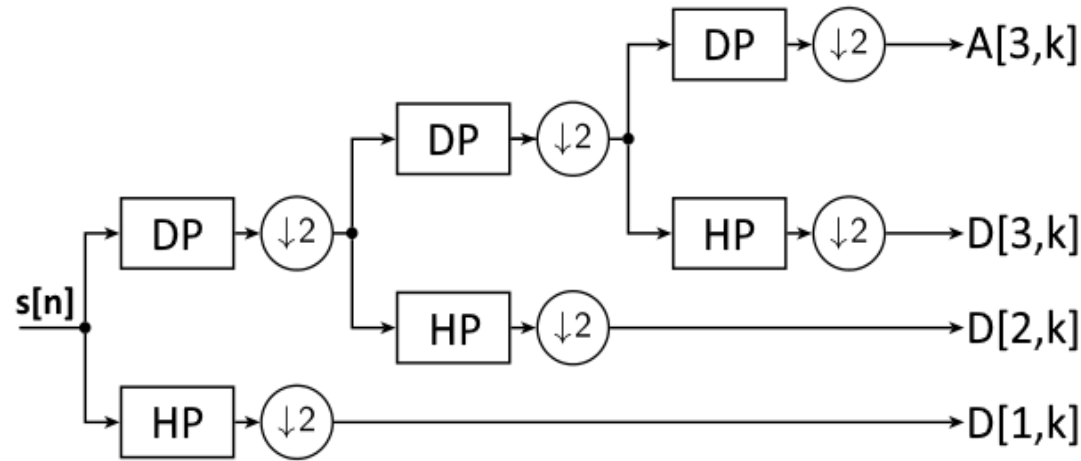 DP ↓2 A[3,k]
DP ↓2
DP ↓2 HP ↓2 D[3,k]
s[n]
HP ↓2 D[2,k]
HP ↓2 D[1,k]